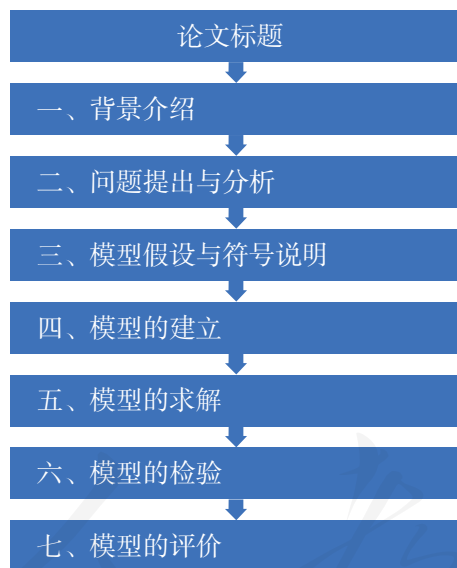 论文标题
一、背景介绍
二、问题提出与分析
三、模型假设与符号说明
四、模型的建立
五、模型的求解
六、模型的检验
七、模型的评价